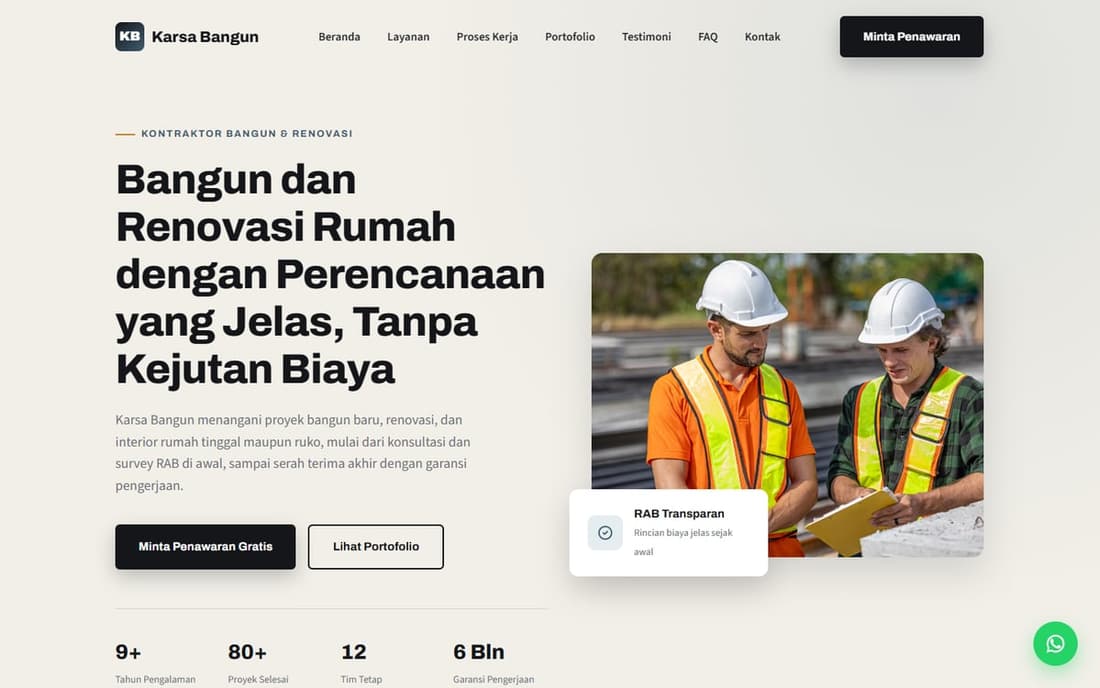 KB Karsa Bangun
Beranda Layanan Proses Kerja Portofolio Testimoni FAQ Kontak
Minta Penawaran
KONTRAKTOR BANGUN & RENOVASI
Bangun dan
Renovasi Rumah
dengan Perencanaan
yang Jelas, Tanpa
Kejutan Biaya
Karsa Bangun menangani proyek bangun baru, renovasi, dan
interior rumah tinggal maupun ruko, mulai dari konsultasi dan
survey RAB di awal, sampai serah terima akhir dengan garansi
pengerjaan.
Minta Penawaran Gratis
Lihat Portofolio
RAB Transparan
Rincian biaya jelas sejak
awal
9+
Tahun Pengalaman
80+
Proyek Selesai
12
Tim Tetap
6 Bln
Garansi Pengerjaan